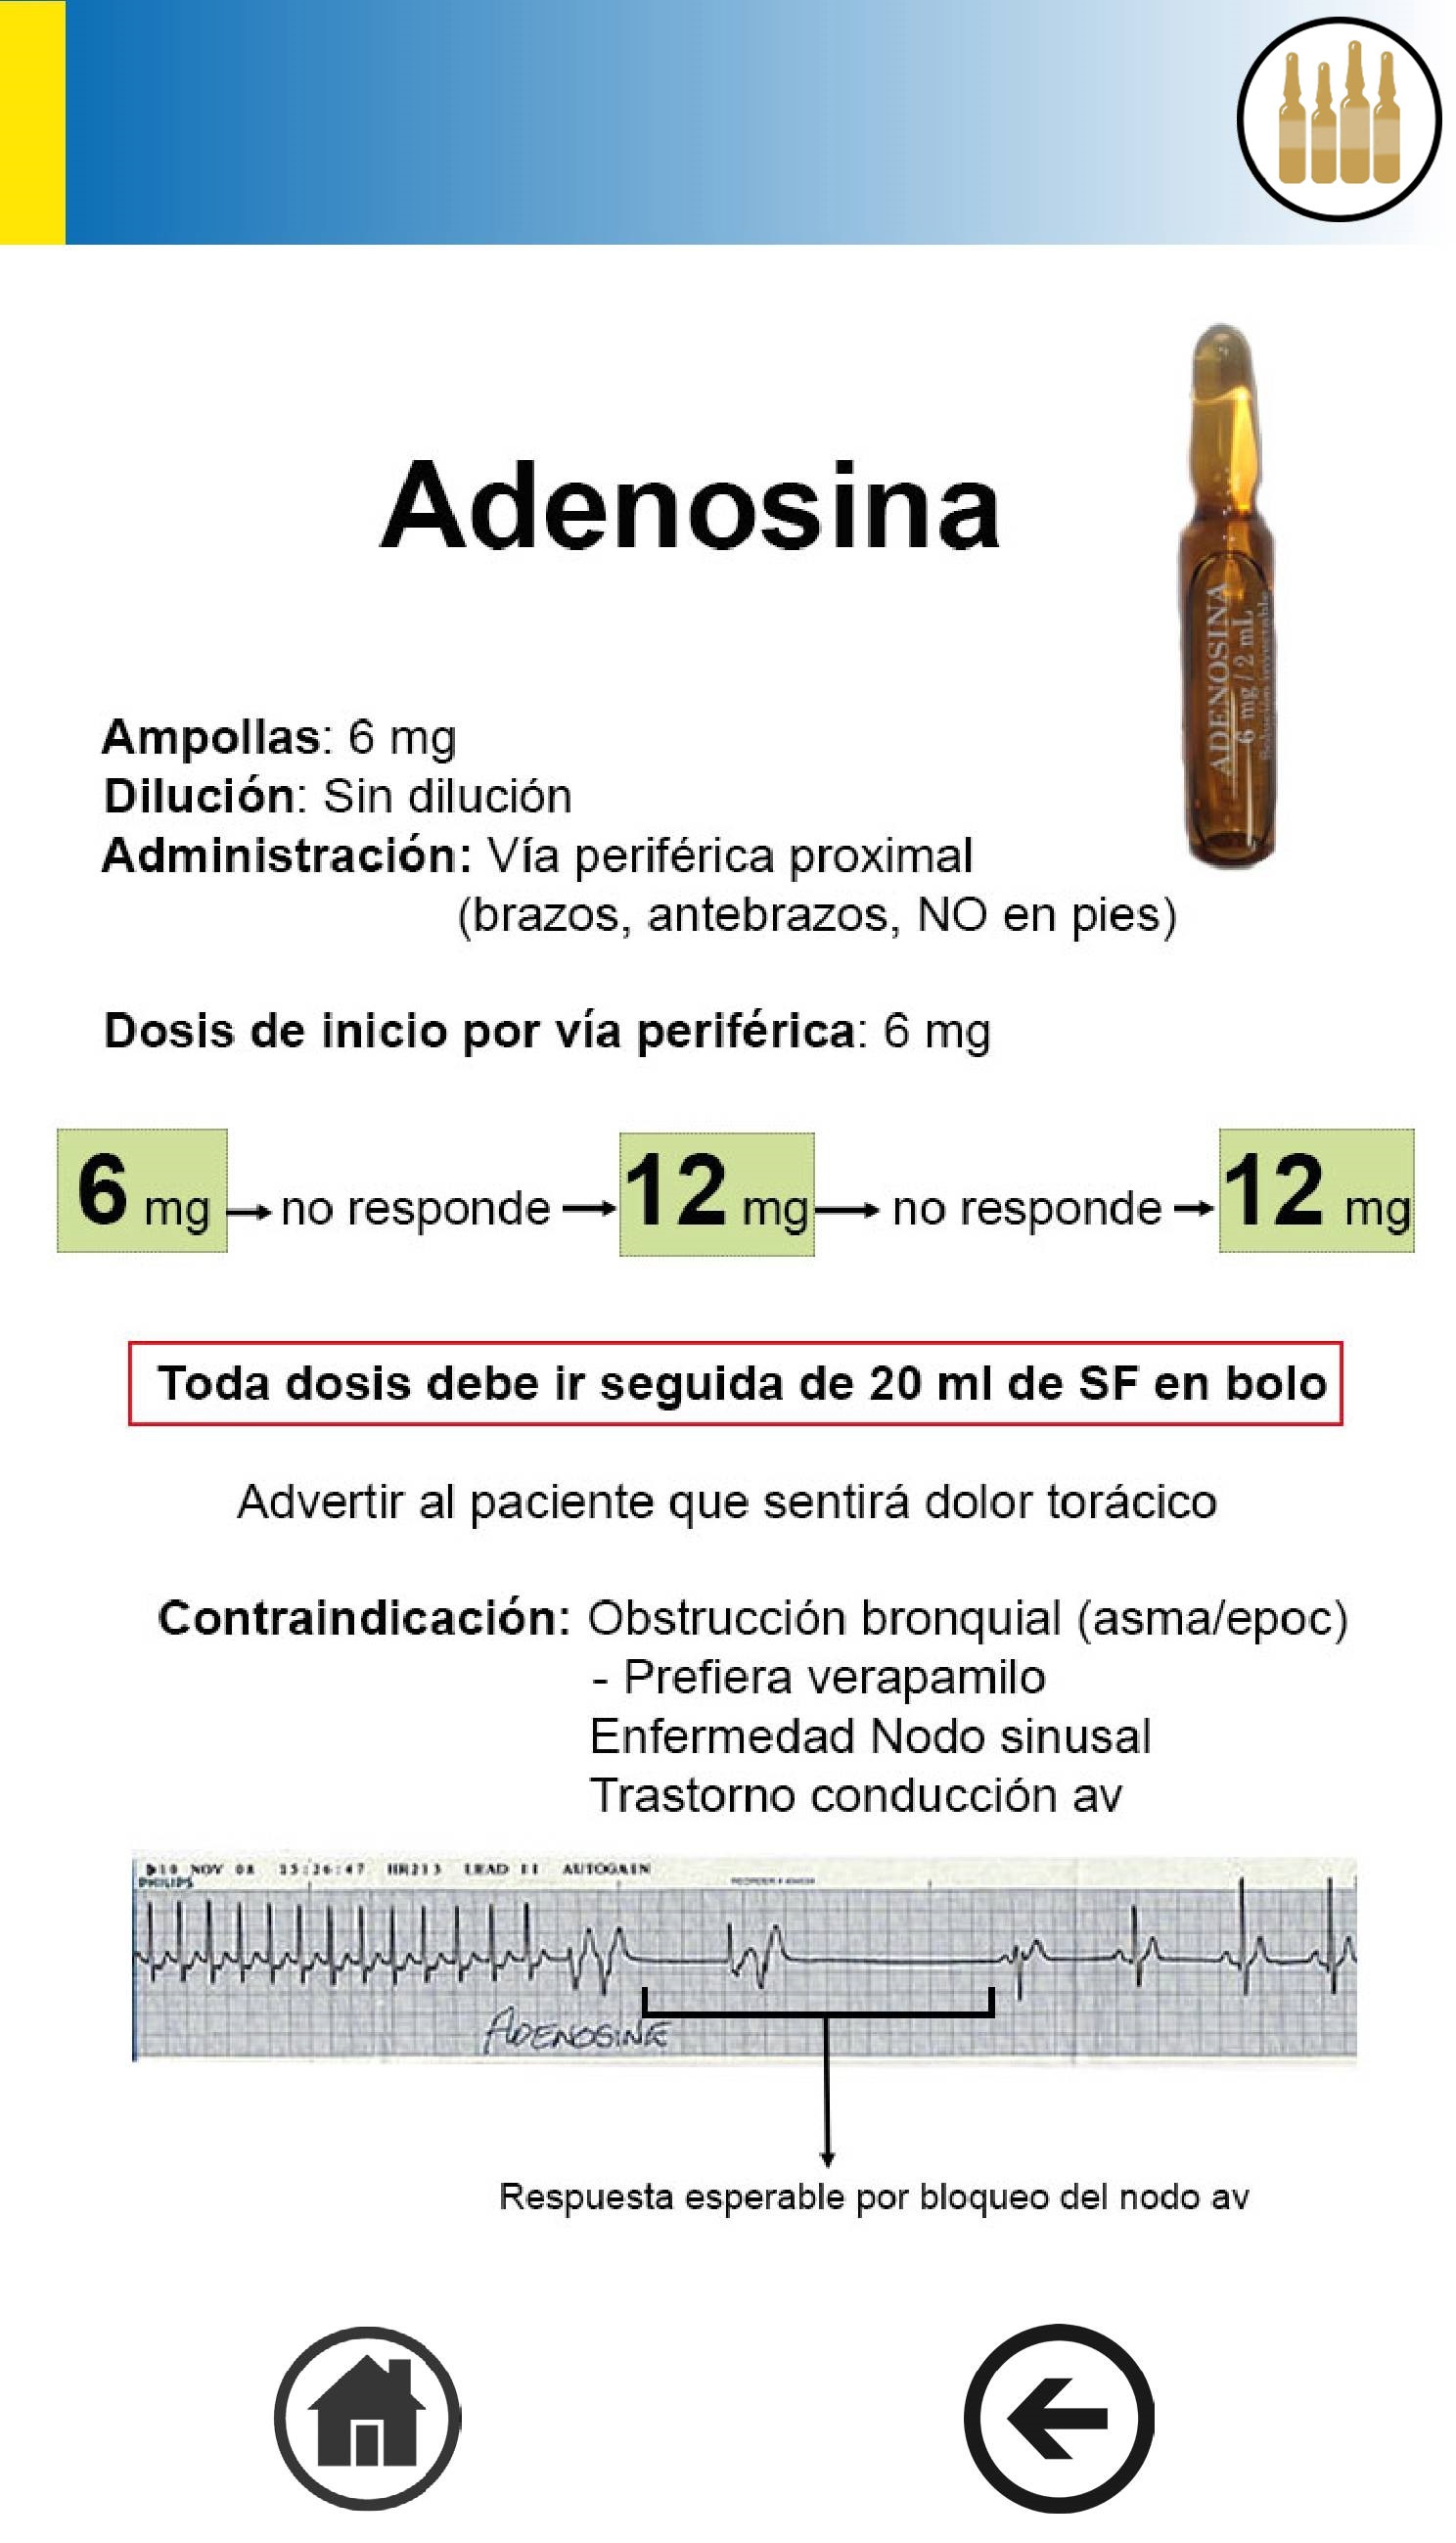 Adenosina
ADENOSINA
6 mg / 2 mL
Ampollas: 6 mg
Dilución: Sin dilución
Administración: Vía periférica proximal
(brazos, antebrazos, NO en pies)
Dosis de inicio por vía periférica: 6 mg
6 mg → no responde → 12 mg → no responde → 12 mg
Toda dosis debe ir seguida de 20 ml de SF en bolo
Advertir al paciente que sentirá dolor torácico
Contraindicación: Obstrucción bronquial (asma/epoc)
- Prefiera verapamilo
Enfermedad Nodo sinusal
Trastorno conducción av
10 NOV 08 15:26:47 HR213 LEAD II AUTOGAIN
PHILIPS
ADENOSINE
Respuesta esperable por bloqueo del nodo av